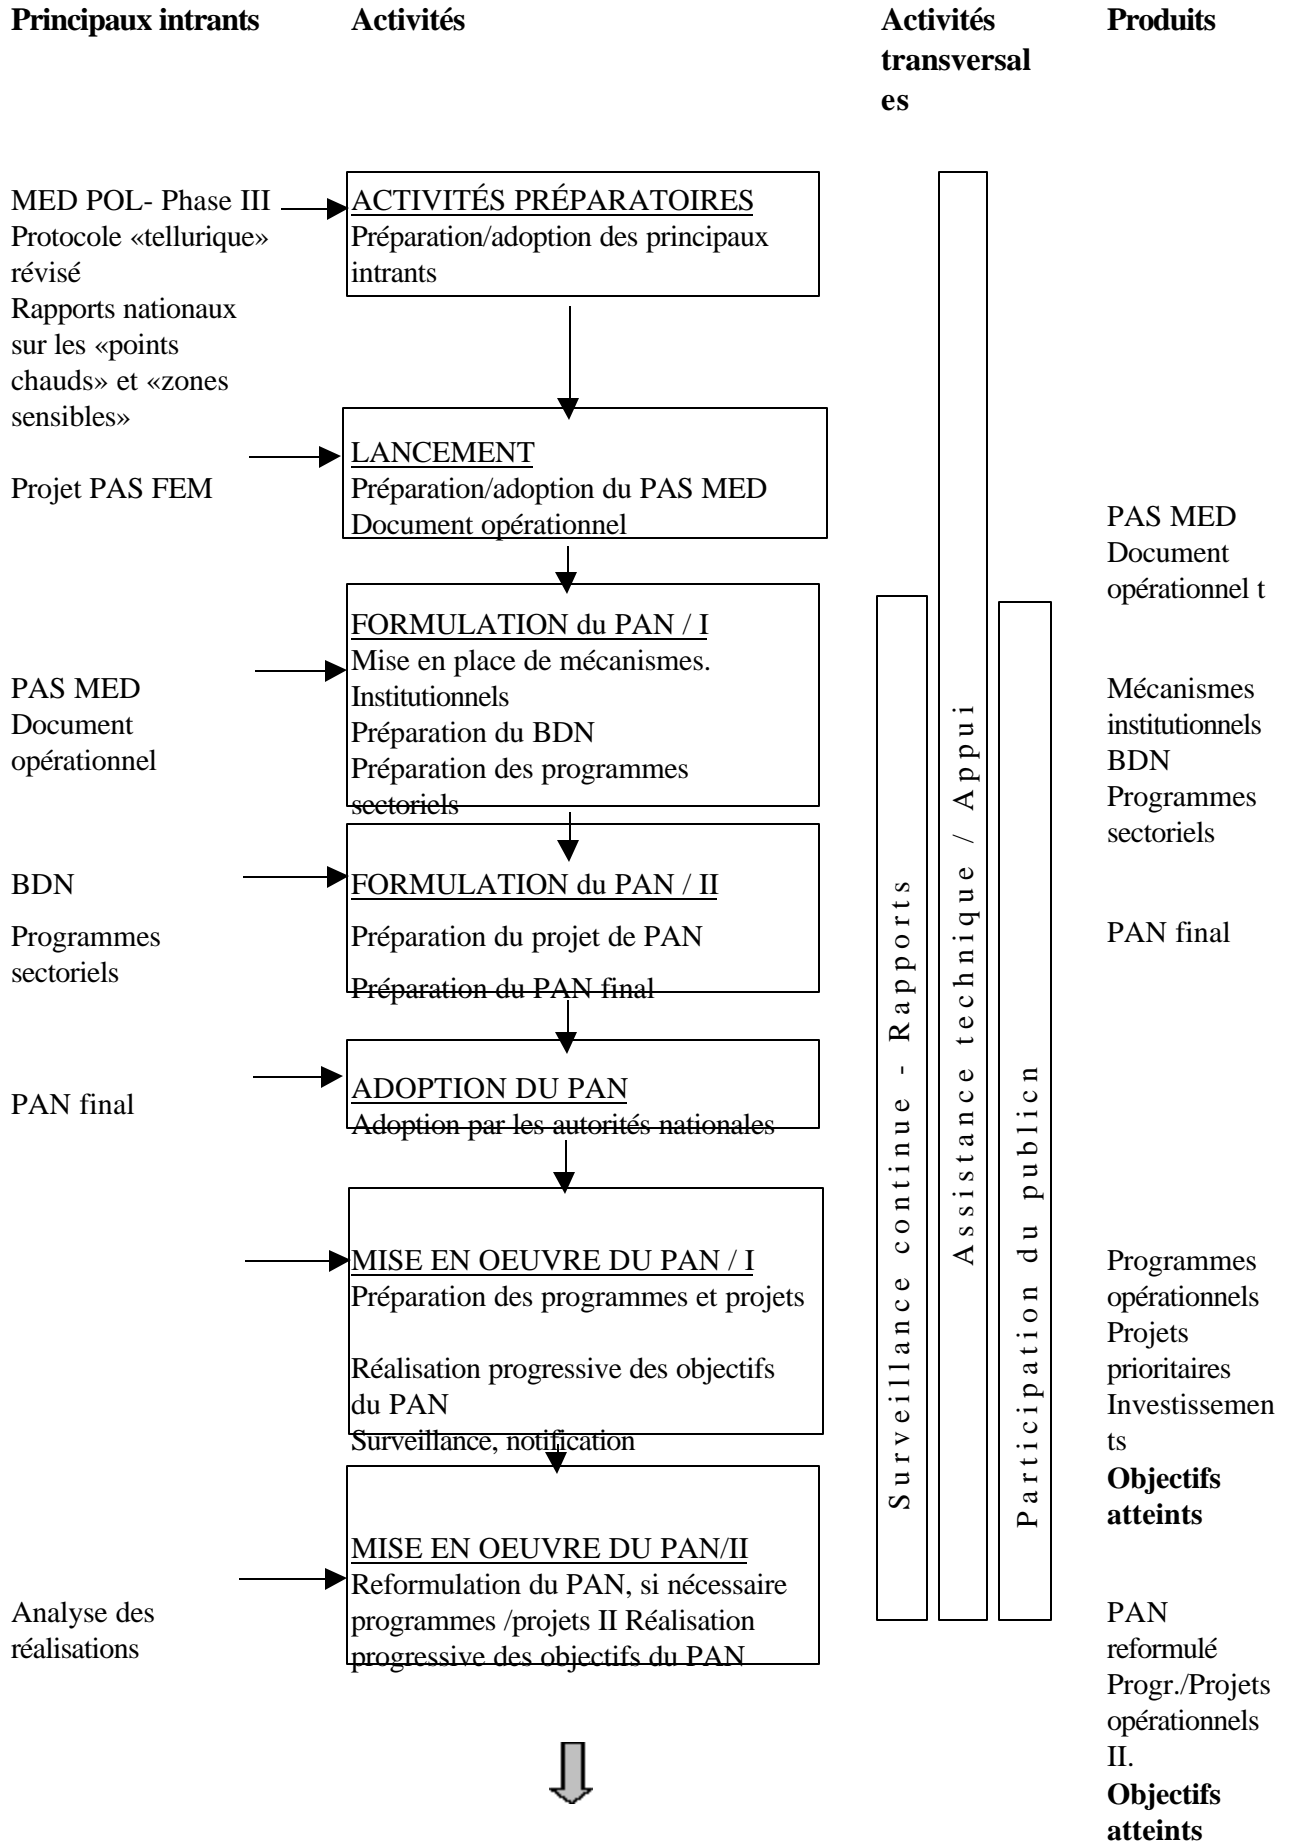 Principaux intrants
Activités
Activités
transversal
es
Produits
MED POL- Phase III
Protocole «tellurique»
révisé
Rapports nationaux
sur les «points
chauds» et «zones
sensibles»
ACTIVITÉS PRÉPARATOIRES
Préparation/adoption des principaux
intrants
Projet PAS FEM
LANCEMENT
Préparation/adoption du PAS MED
Document opérationnel
PAS MED
Document
opérationnel t
PAS MED
Document
opérationnel
FORMULATION du PAN / I
Mise en place de mécanismes.
Institutionnels
Préparation du BDN
Préparation des programmes
sectoriels
Mécanismes
institutionnels
BDN
Programmes
sectoriels
BDN
Programmes
sectoriels
FORMULATION du PAN / II
Préparation du projet de PAN
Préparation du PAN final
PAN final
PAN final
ADOPTION DU PAN
Adoption par les autorités nationales
MISE EN OEUVRE DU PAN / I
Préparation des programmes et projets
Réalisation progressive des objectifs
du PAN
Surveillance, notification
Programmes
opérationnels
Projets
prioritaires
Investissemen
ts
Objectifs
atteints
Analyse des
réalisations
MISE EN OEUVRE DU PAN/II
Reformulation du PAN, si nécessaire
programmes /projets II Réalisation
progressive des objectifs du PAN
PAN
reformulé
Progr./Projets
opérationnels
II.
Objectifs
atteints
Surveillance continue - Rapports
Assistance technique / Appui
Participation du publicn